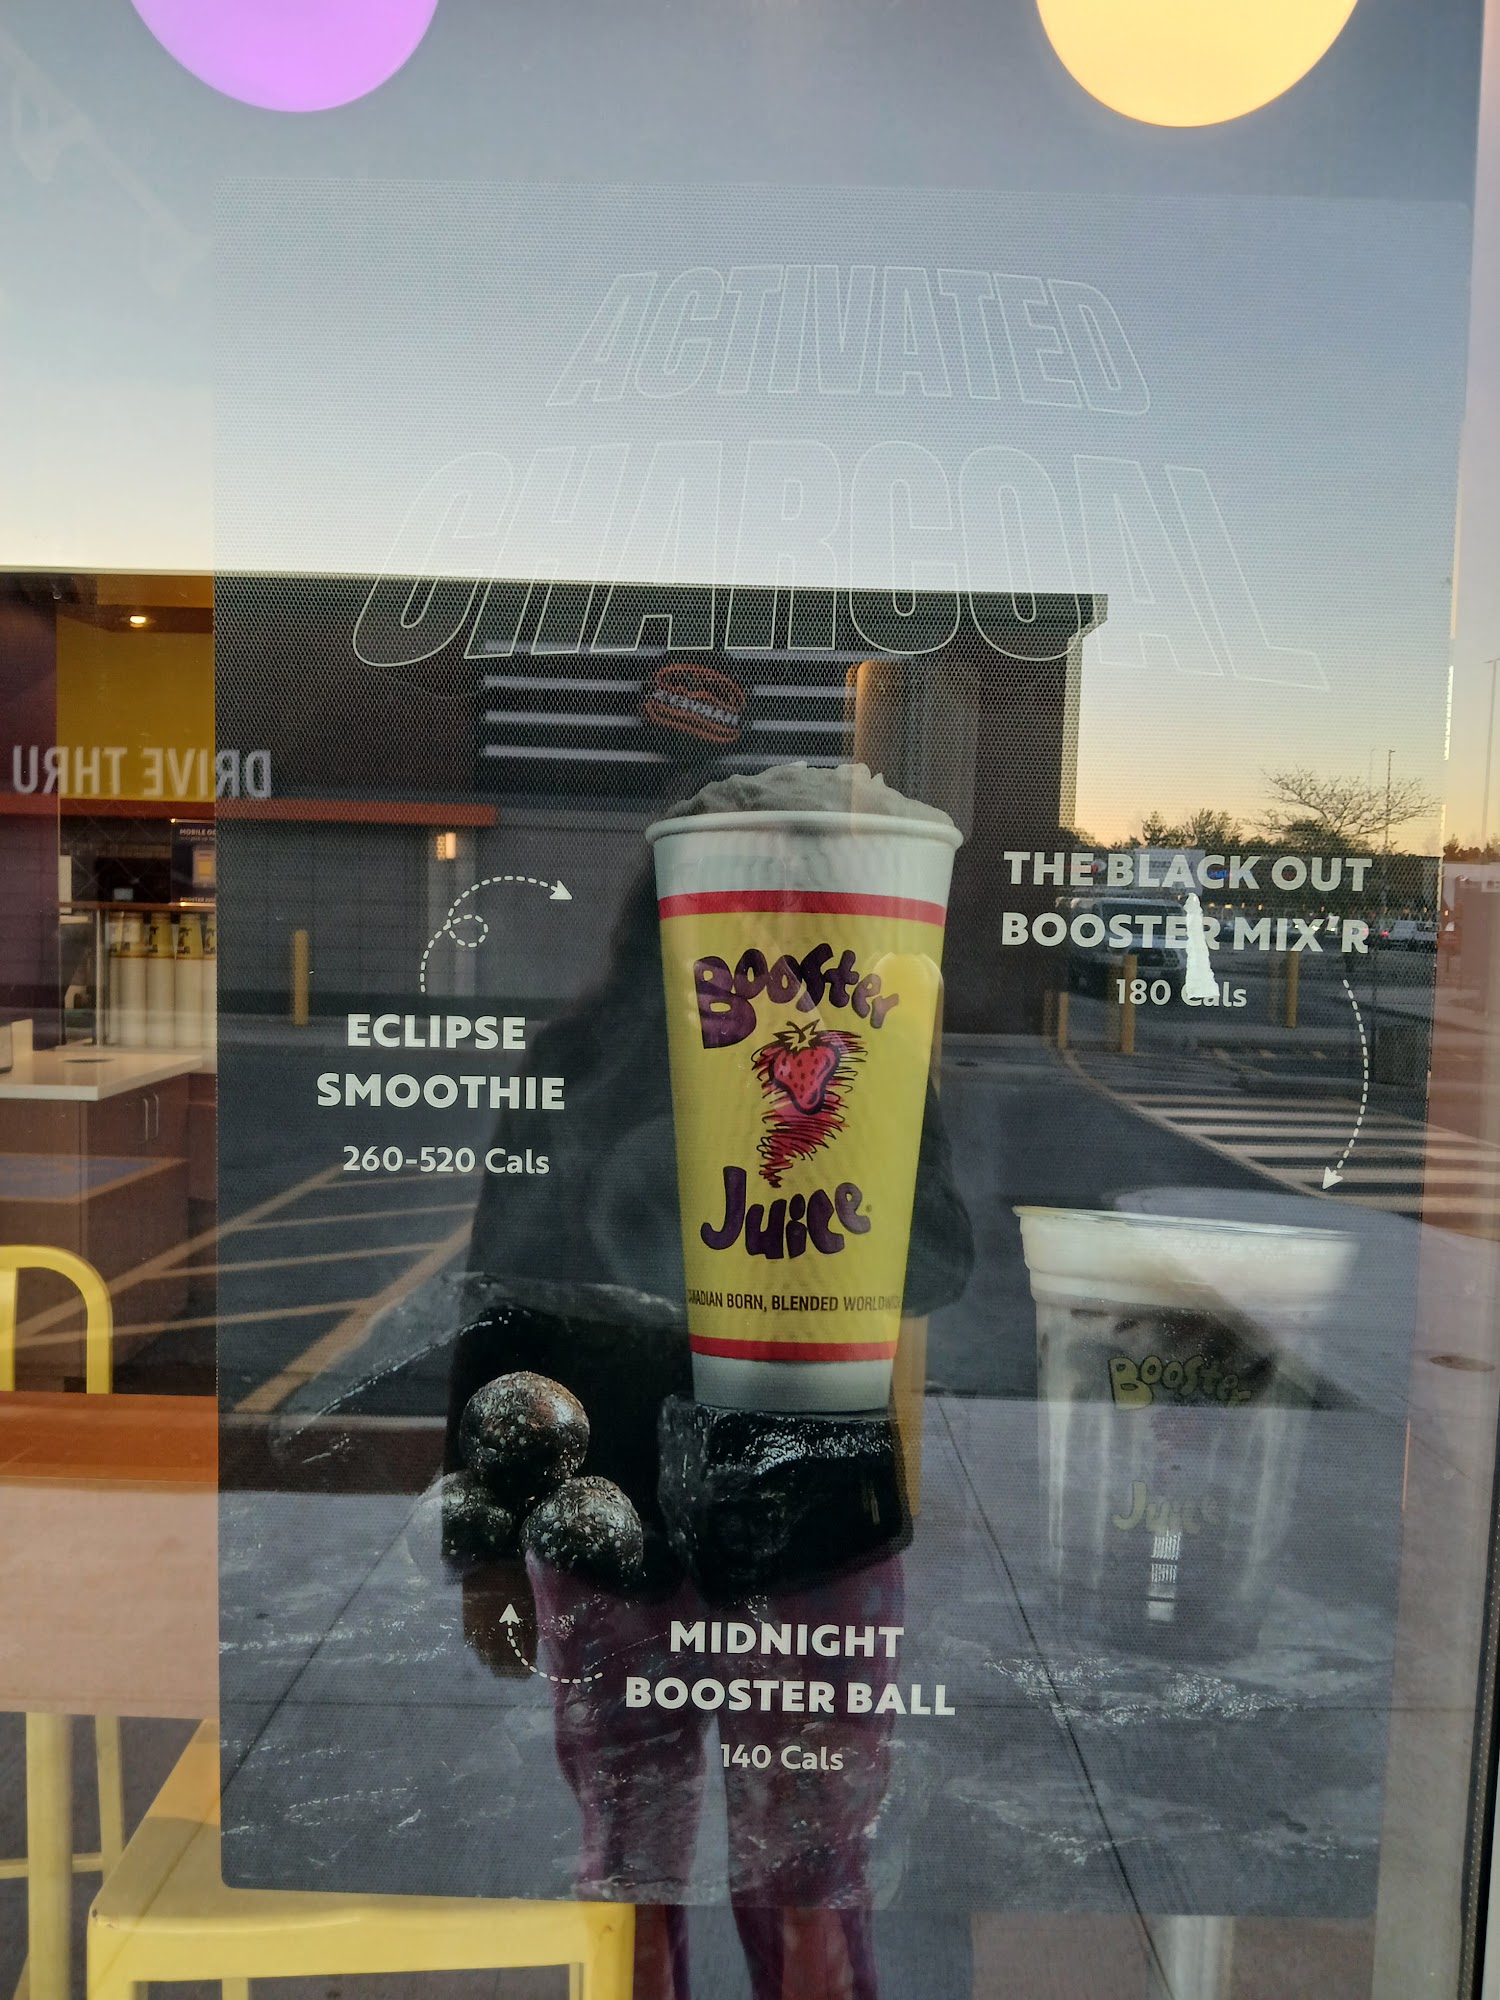 ACTIVATED
CHARCOAL
DRIVE THRU
THE BLACK OUT
BOOSTER MIX'R
180 Cals
ECLIPSE
SMOOTHIE
260-520 Cals
Booster
Juice
CANADIAN BORN, BLENDED WORLDWIDE
Booster
Juice
MIDNIGHT
BOOSTER BALL
140 Cals